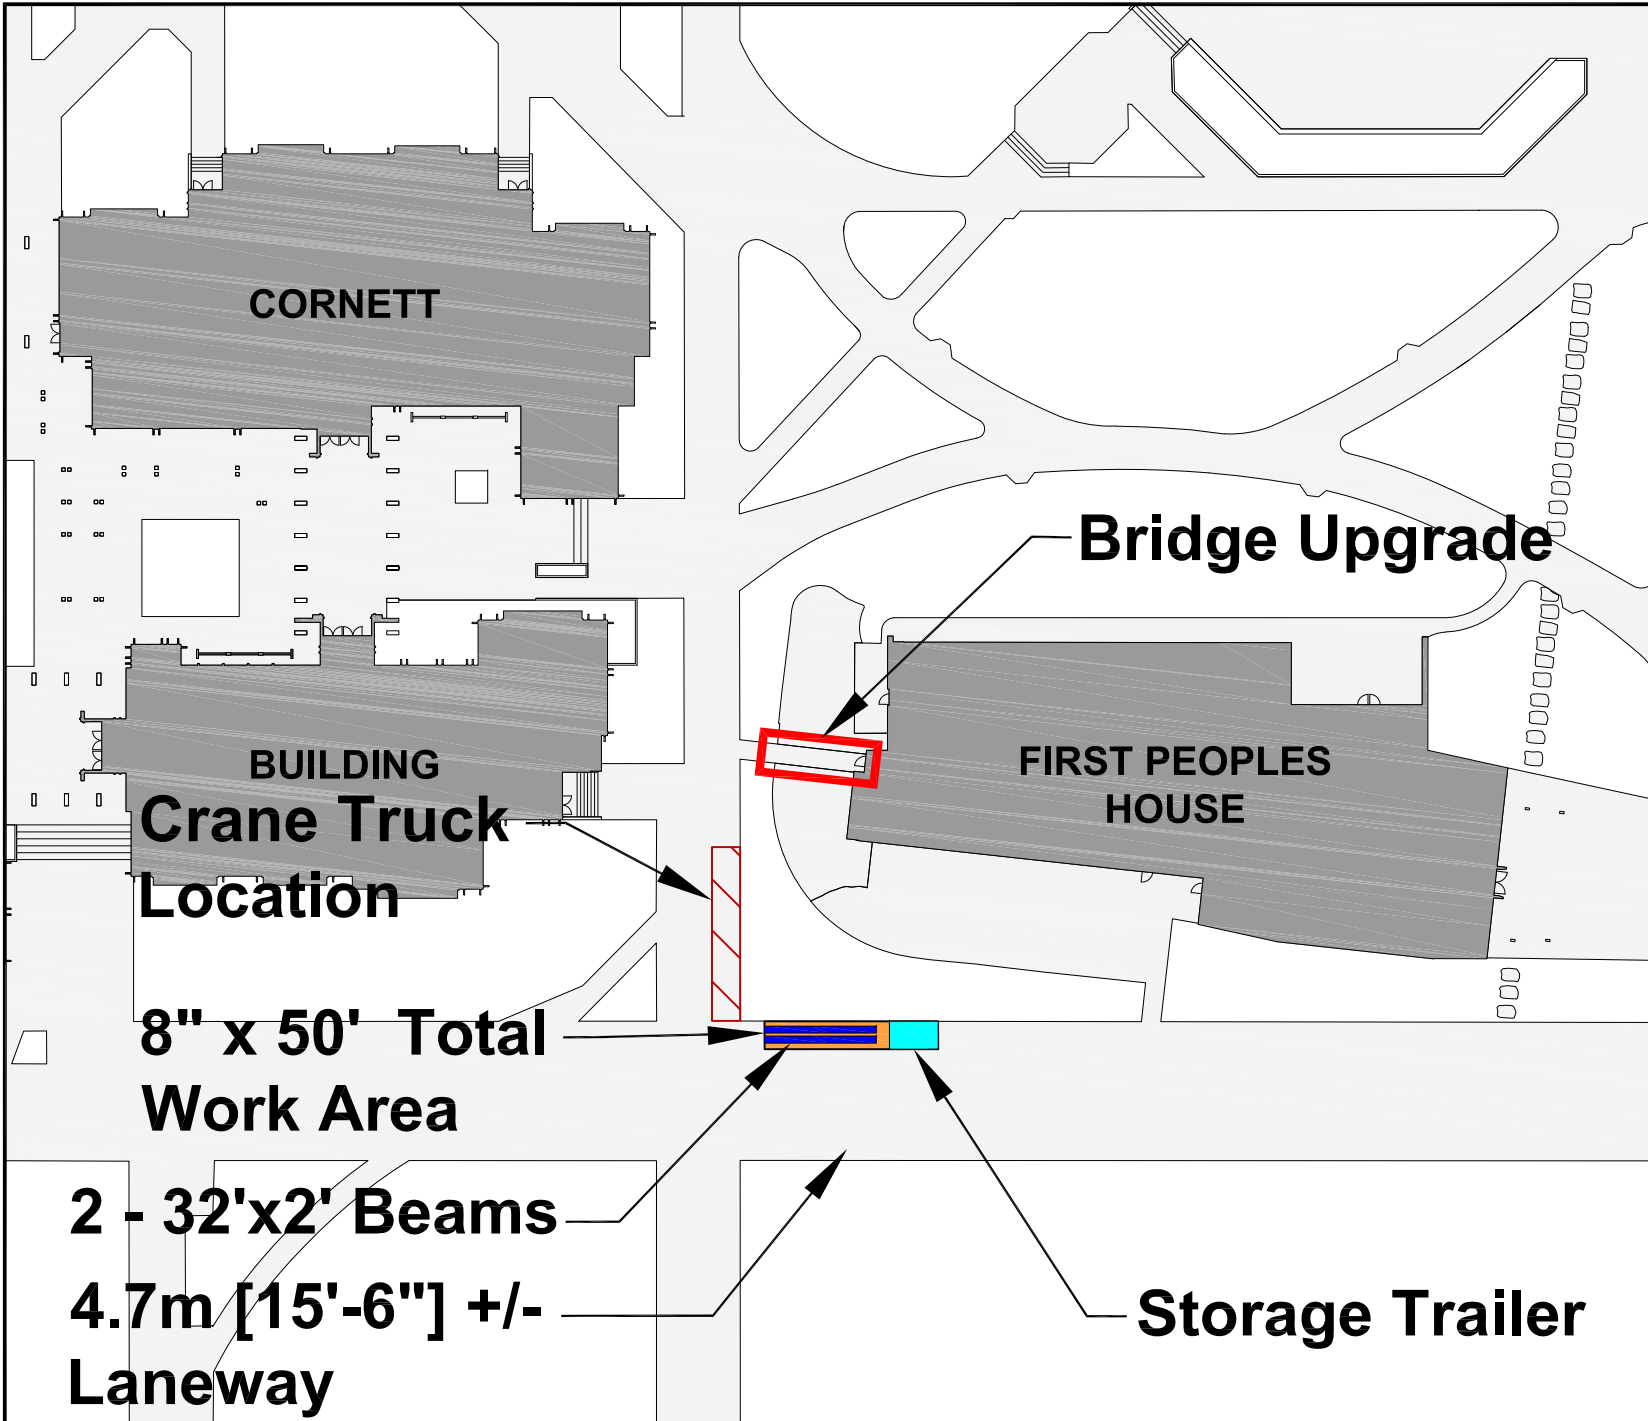 CORNETT
Bridge Upgrade
BUILDING
FIRST PEOPLES
HOUSE
Crane Truck
Location
8" x 50' Total
Work Area
2 - 32'x2' Beams
4.7m [15'-6"] +/-
Laneway
Storage Trailer